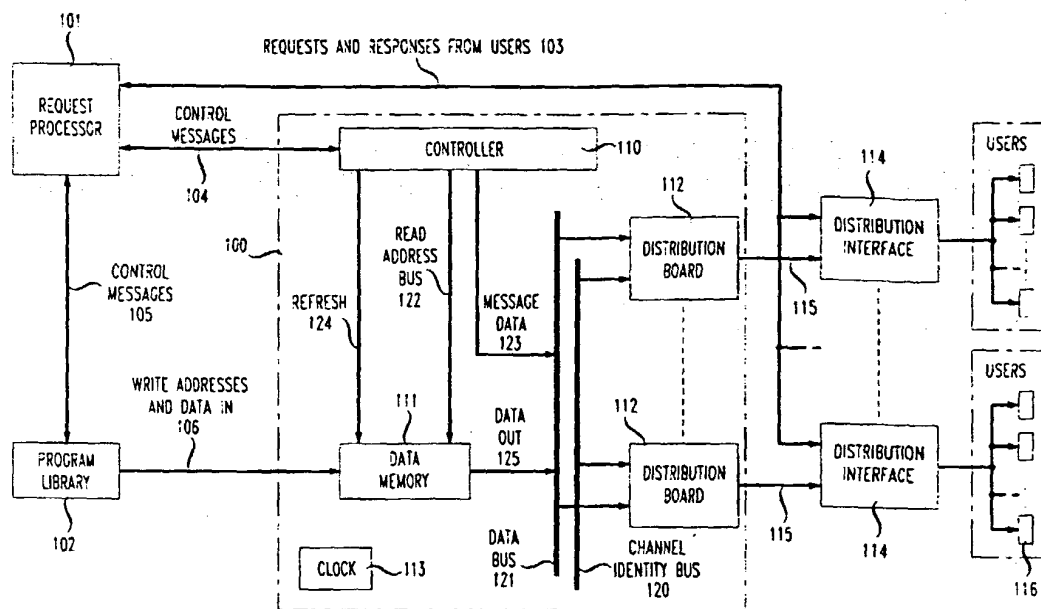 101
REQUEST
PROCESSOR
REQUESTS AND RESPONSES FROM USERS 103
CONTROL
MESSAGES
104
CONTROLLER
110
100
REFRESH
124
READ
ADDRESS
BUS
122
MESSAGE
DATA
123
CONTROL
MESSAGES
105
WRITE ADDRESSES
AND DATA IN
106
PROGRAM
LIBRARY
102
111
DATA
MEMORY
DATA
OUT
125
CLOCK
113
DATA
BUS
121
CHANNEL
IDENTITY BUS
120
112
DISTRIBUTION
BOARD
112
DISTRIBUTION
BOARD
115
115
114
DISTRIBUTION
INTERFACE
DISTRIBUTION
INTERFACE
114
USERS
USERS
116